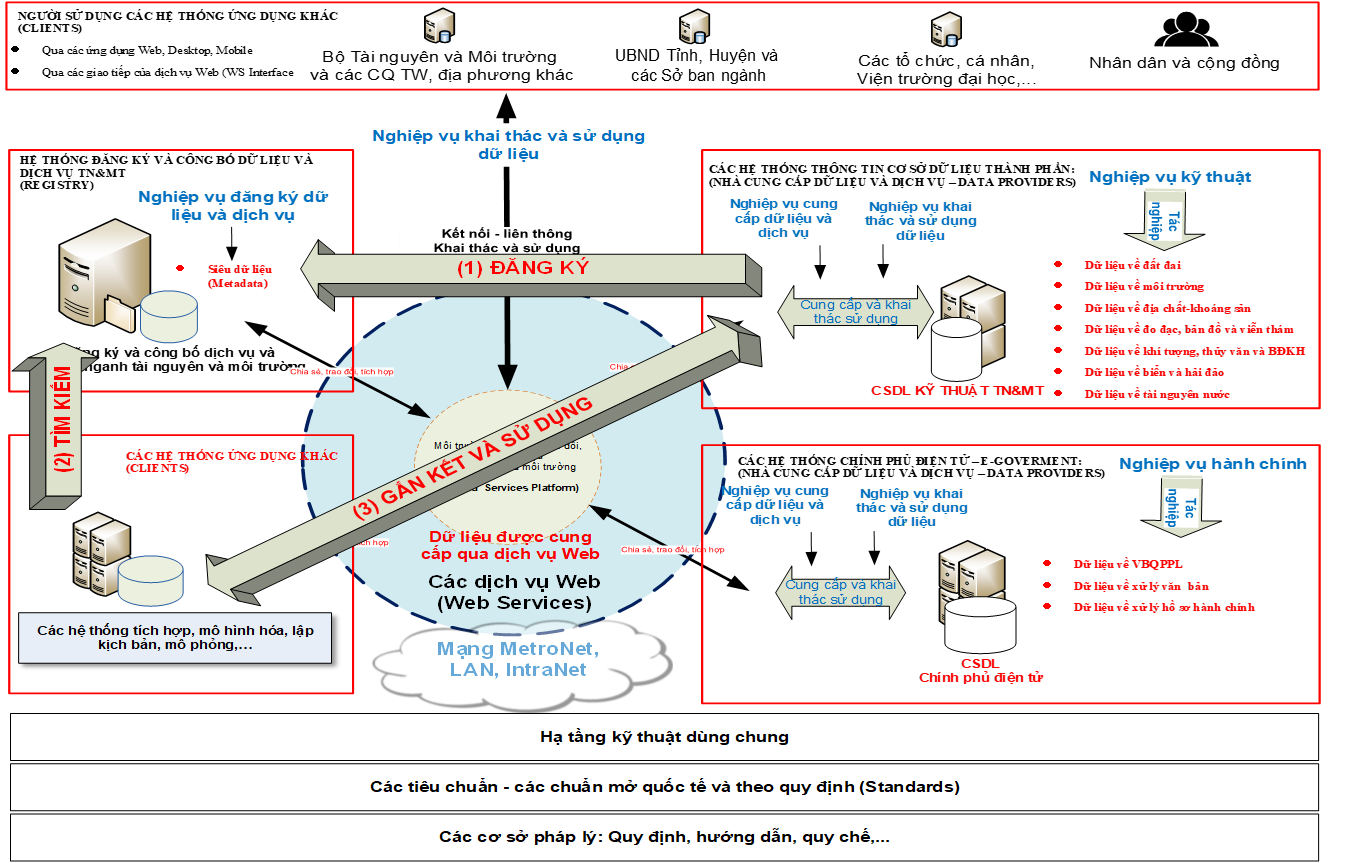 NGƯỜI SỬ DỤNG CÁC HỆ THỐNG ỨNG DỤNG KHÁC
(CLIENTS)
• Qua các ứng dụng Web, Desktop, Mobile
• Qua các giao tiếp của dịch vụ Web (WS Interface
Bộ Tài nguyên và Môi trường
và các CQ TW, địa phương khác
UBND Tỉnh, Huyện và
các Sở ban ngành
Các tổ chức, cá nhân,
Viện trường đại học,...
Nhân dân và cộng đồng
Nghiệp vụ khai thác và sử dụng
dữ liệu
HỆ THỐNG ĐĂNG KÝ VÀ CÔNG BỐ DỮ LIỆU VÀ
DỊCH VỤ TN&MT
(REGISTRY)
Nghiệp vụ đăng ký dữ
liệu và dịch vụ
• Siêu dữ liệu
(Metadata)
ăng ký và công bố dịch vụ và
ngành tài nguyên và môi trường
Kết nối - liên thông
Khai thác và sử dụng
(1) ĐĂNG KÝ
(2) TÌM KIẾM
(3) GẮN KẾT VÀ SỬ DỤNG
Chia sẻ, trao đổi, tích hợp
CÁC HỆ THỐNG THÔNG TIN CƠ SỞ DỮ LIỆU THÀNH PHẦN:
(NHÀ CUNG CẤP DỮ LIỆU VÀ DỊCH VỤ – DATA PROVIDERS)
Nghiệp vụ kỹ thuật
Nghiệp vụ cung
cấp dữ liệu và
dịch vụ
Nghiệp vụ khai
thác và sử dụng
dữ liệu
Tác
nghiệp
Cung cấp và khai
thác sử dụng
• Dữ liệu về đất đai
• Dữ liệu về môi trường
• Dữ liệu về địa chất-khoáng sản
• Dữ liệu về đo đạc, bản đồ và viễn thám
• Dữ liệu về khí tượng, thủy văn và BĐKH
• Dữ liệu về biển và hải đảo
• Dữ liệu về tài nguyên nước
CSDL KỸ THUẬT TN&MT
CÁC HỆ THỐNG ỨNG DỤNG KHÁC
(CLIENTS)
Các hệ thống tích hợp, mô hình hóa, lập
kịch bản, mô phỏng,...
Môi
môi trường
Services Platform)
Dữ liệu được cung
cấp qua dịch vụ Web
Các dịch vụ Web
(Web Services)
Mạng MetroNet,
LAN, IntraNet
Chia sẻ, trao đổi, tích hợp
CÁC HỆ THỐNG CHÍNH PHỦ ĐIỆN TỬ – E-GOVERMENT:
(NHÀ CUNG CẤP DỮ LIỆU VÀ DỊCH VỤ – DATA PROVIDERS)
Nghiệp vụ hành chính
Nghiệp vụ cung
cấp dữ liệu và
dịch vụ
Nghiệp vụ khai
thác và sử dụng
dữ liệu
Tác
nghiệp
Cung cấp và khai
thác sử dụng
• Dữ liệu về VBQPPL
• Dữ liệu về xử lý văn bản
• Dữ liệu về xử lý hồ sơ hành chính
CSDL
Chính phủ điện tử
Hạ tầng kỹ thuật dùng chung
Các tiêu chuẩn - các chuẩn mở quốc tế và theo quy định (Standards)
Các cơ sở pháp lý: Quy định, hướng dẫn, quy chế,...